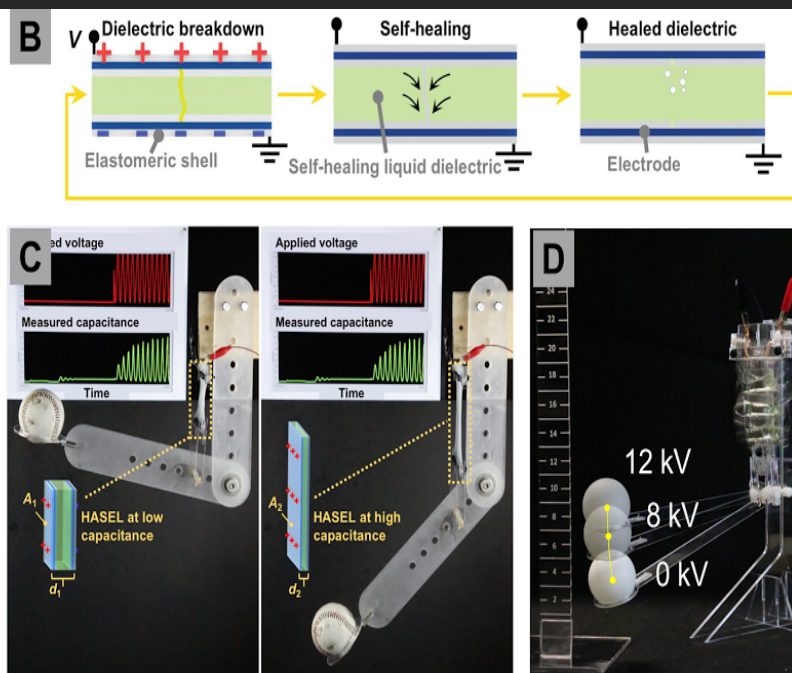 B
V
Dielectric breakdown
Self-healing
Healed dielectric
+ + + + +
- - - - -
Elastomeric shell
Self-healing liquid dielectric
Electrode
C
ed voltage
Measured capacitance
Time
A1
HASEL at low
capacitance
d1
Applied voltage
Measured capacitance
Time
A2
HASEL at high
capacitance
d2
D
24
22
20
18
16
14
12
10
8
6
4
2
12 kV
8 kV
0 kV